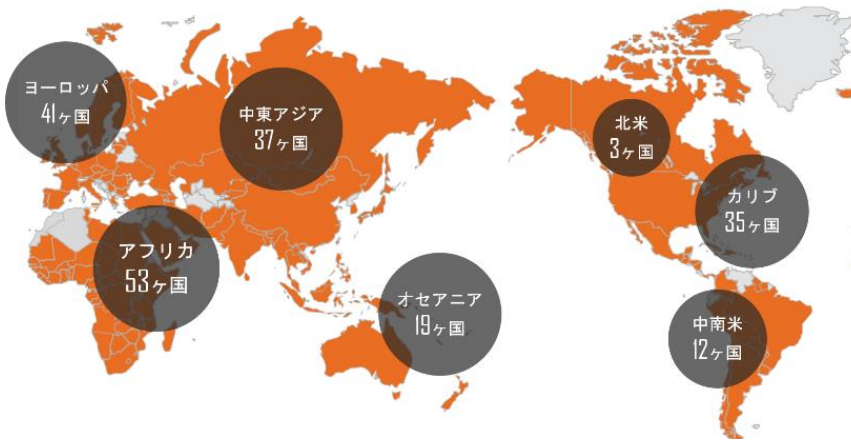 ヨーロッパ
41ヶ国
中東アジア
37ヶ国
北米
3ヶ国
カリブ
35ヶ国
アフリカ
53ヶ国
オセアニア
19ヶ国
中南米
12ヶ国